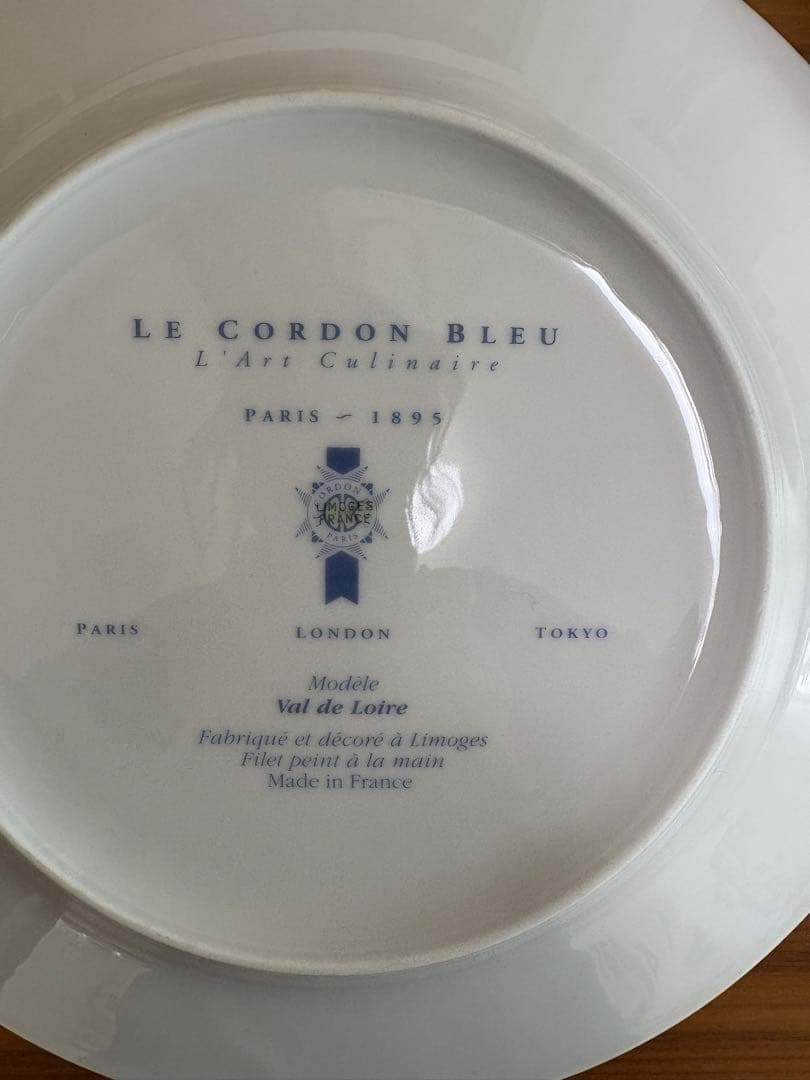 LE CORDON BLEU
L'Art Culinaire
PARIS ~ 1895
CORDON
LIMOGES
FRANCE
PARIS
PARIS LONDON TOKYO
Modèle
Val de Loire
Fabriqué et décoré à Limoges
Filet peint à la main
Made in France